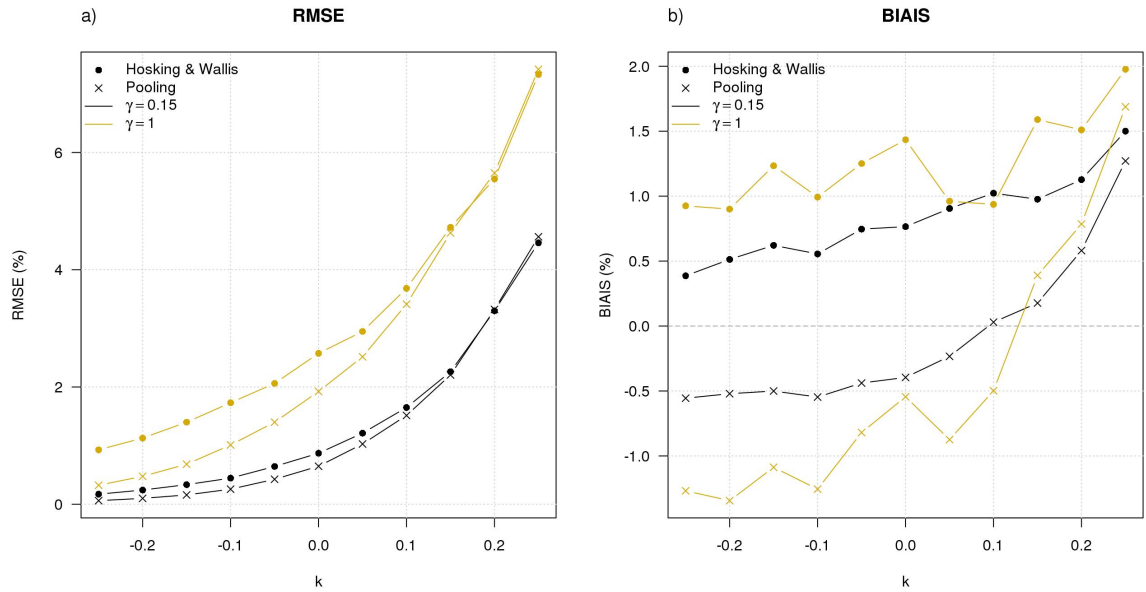 a)
RMSE
Hosking & Wallis
Pooling
γ = 0.15
γ = 1
6
4
2
0
RMSE (%)
-0.2 -0.1 0.0 0.1 0.2
k
b)
BIAIS
Hosking & Wallis
Pooling
γ = 0.15
γ = 1
2.0
1.5
1.0
0.5
0.0
-0.5
-1.0
BIAIS (%)
-0.2 -0.1 0.0 0.1 0.2
k